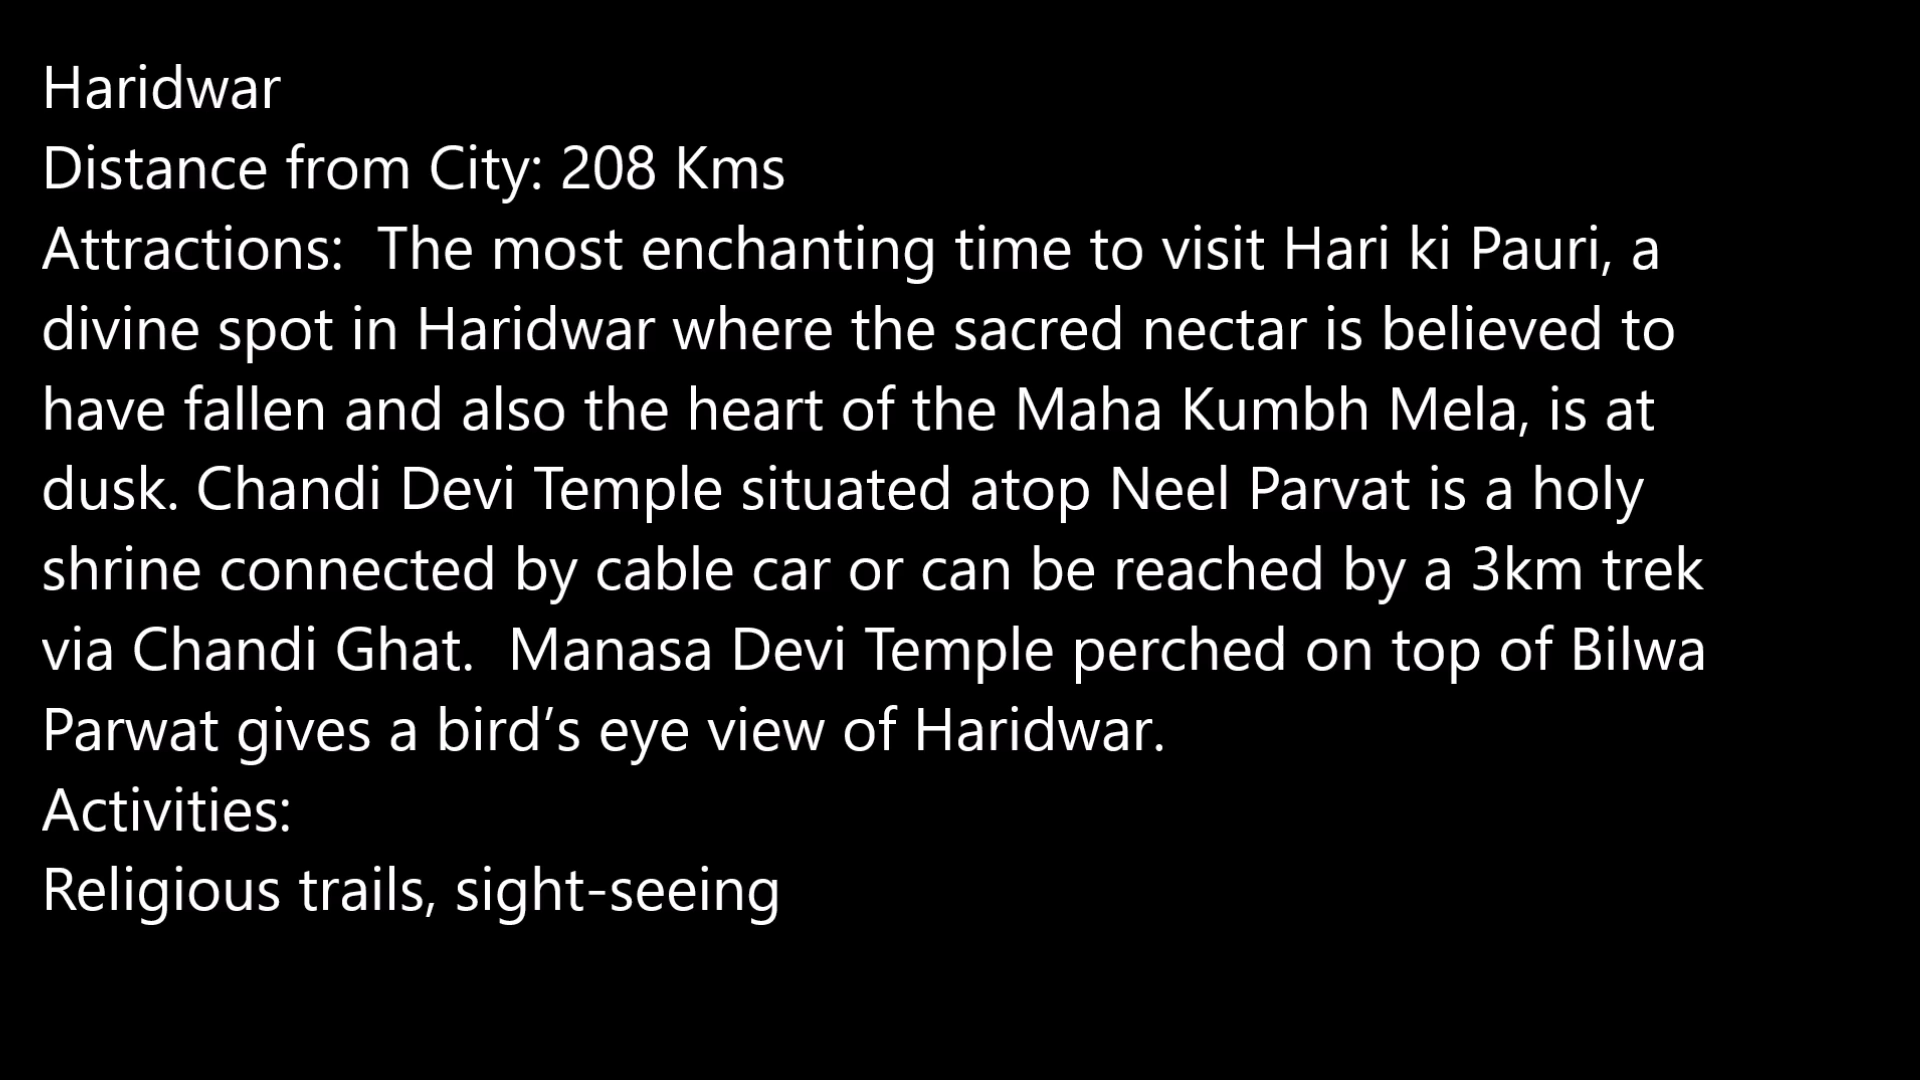 Haridwar
Distance from City: 208 Kms
Attractions:  The most enchanting time to visit Hari ki Pauri, a
divine spot in Haridwar where the sacred nectar is believed to
have fallen and also the heart of the Maha Kumbh Mela, is at
dusk. Chandi Devi Temple situated atop Neel Parvat is a holy
shrine connected by cable car or can be reached by a 3km trek
via Chandi Ghat.  Manasa Devi Temple perched on top of Bilwa
Parwat gives a bird’s eye view of Haridwar.
Activities:
Religious trails, sight-seeing